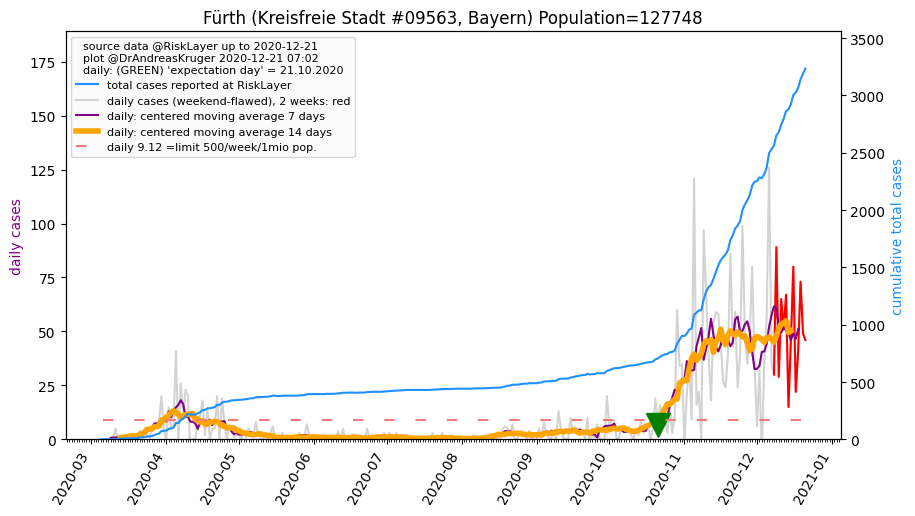 Fürth (Kreisfreie Stadt #09563, Bayern) Population=127748
source data @RiskLayer up to 2020-12-21
plot @DrAndreasKruger 2020-12-21 07:02
daily: (GREEN) 'expectation day' = 21.10.2020
total cases reported at RiskLayer
daily cases (weekend-flawed), 2 weeks: red
daily: centered moving average 7 days
daily: centered moving average 14 days
daily 9.12 =limit 500/week/1mio pop.
daily cases
175
150
125
100
75
50
25
0
cumulative total cases
3500
3000
2500
2000
1500
1000
500
0
2020-03
2020-04
2020-05
2020-06
2020-07
2020-08
2020-09
2020-10
2020-11
2020-12
2021-01